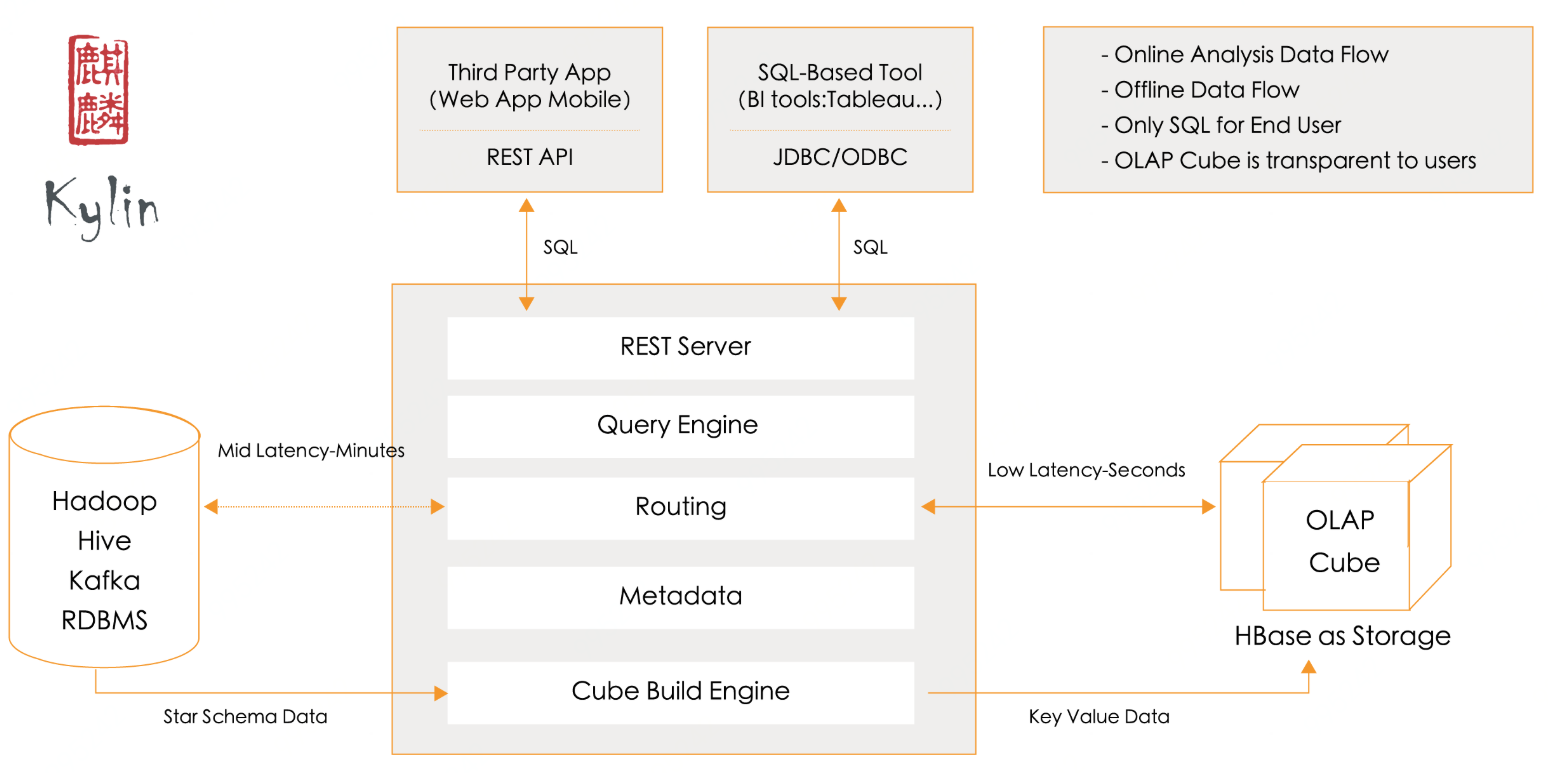 麒
麟
Kylin
Third Party App
(Web App Mobile)
REST API
SQL-Based Tool
(BI tools:Tableau...)
JDBC/ODBC
- Online Analysis Data Flow
- Offline Data Flow
- Only SQL for End User
- OLAP Cube is transparent to users
SQL
SQL
REST Server
Query Engine
Routing
Metadata
Cube Build Engine
Mid Latency-Minutes
Low Latency-Seconds
Hadoop
Hive
Kafka
RDBMS
OLAP
Cube
HBase as Storage
Star Schema Data
Key Value Data